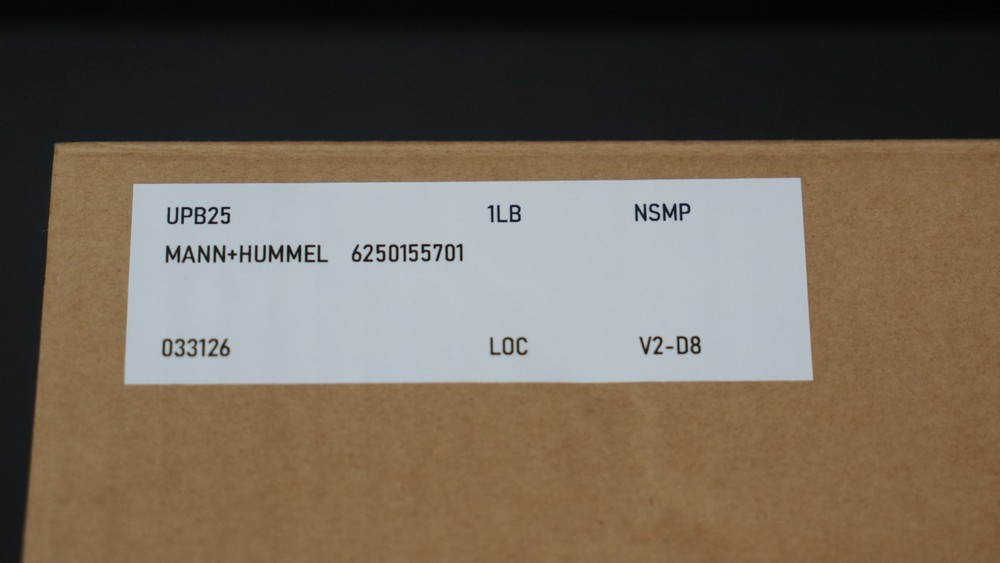 UPB25 1LB NSMP
MANN+HUMMEL 6250155701
033126 LOC V2-D8